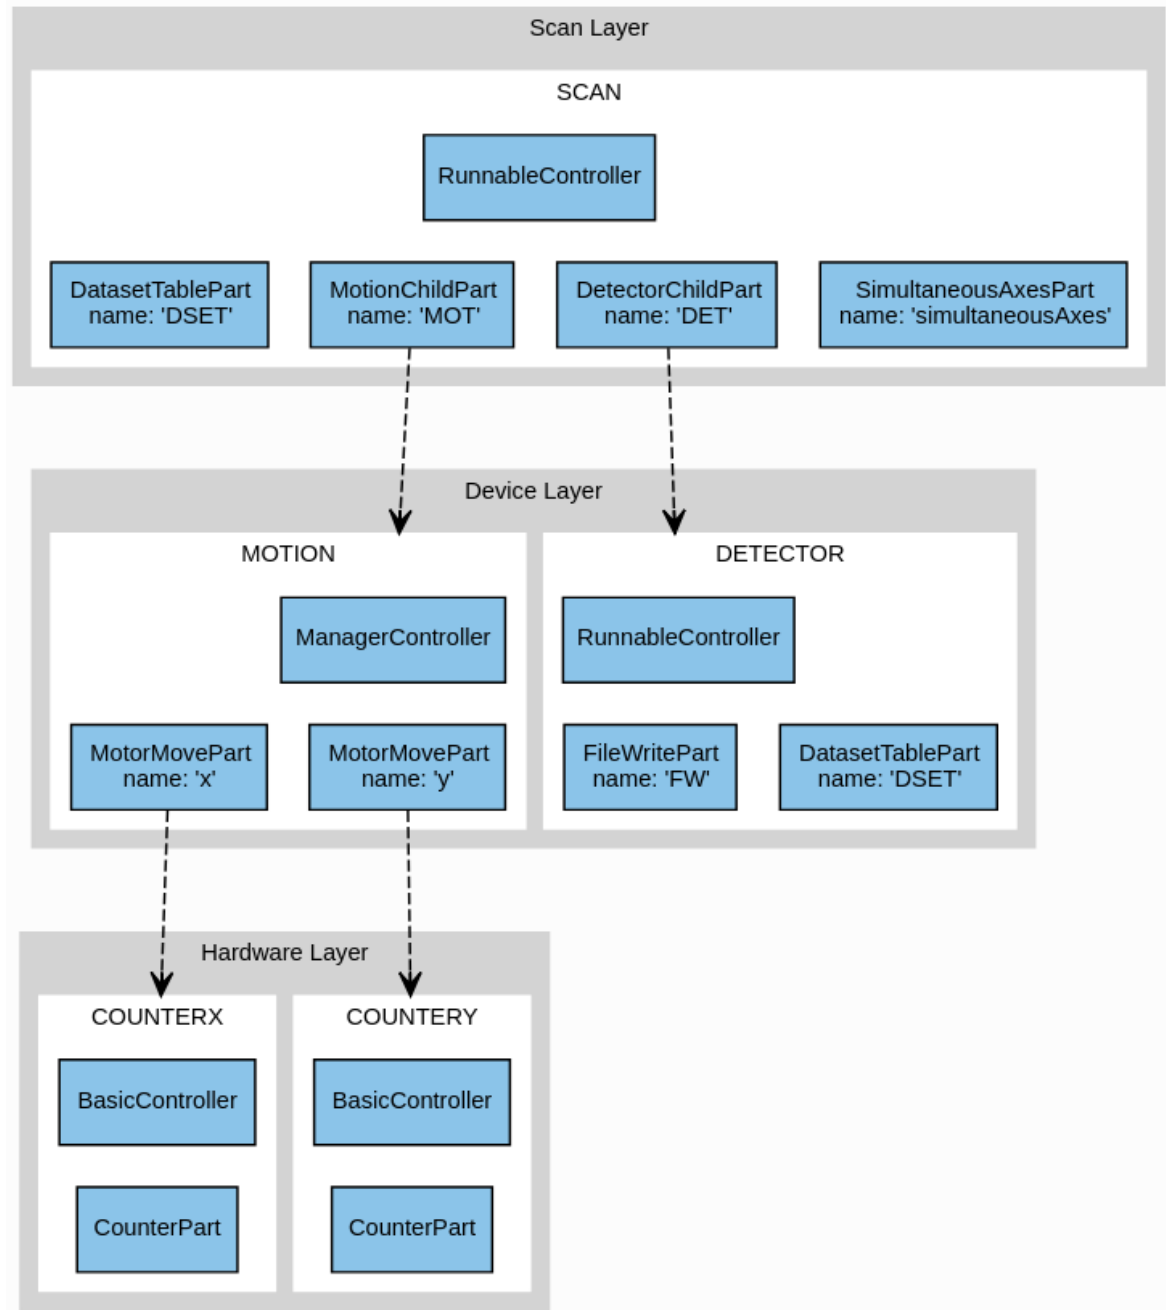 Scan Layer
SCAN
RunnableController
DatasetTablePart
name: 'DSET'
MotionChildPart
name: 'MOT'
DetectorChildPart
name: 'DET'
SimultaneousAxesPart
name: 'simultaneousAxes'
Device Layer
MOTION
ManagerController
MotorMovePart
name: 'x'
MotorMovePart
name: 'y'
DETECTOR
RunnableController
FileWritePart
name: 'FW'
DatasetTablePart
name: 'DSET'
Hardware Layer
COUNTERX
BasicController
CounterPart
COUNTERY
BasicController
CounterPart